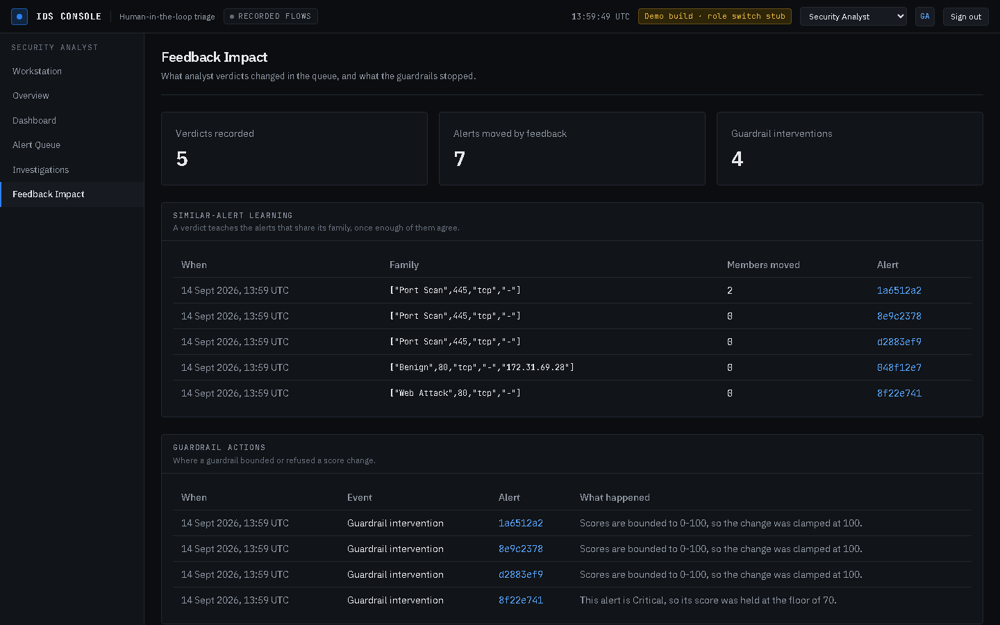 IDS CONSOLE
Human-in-the-loop triage
RECORDED FLOWS
13:59:49 UTC
Demo build · role switch stub
Security Analyst
GA
Sign out
SECURITY ANALYST
Workstation
Overview
Dashboard
Alert Queue
Investigations
Feedback Impact
Feedback Impact
What analyst verdicts changed in the queue, and what the guardrails stopped.
Verdicts recorded
5
Alerts moved by feedback
7
Guardrail interventions
4
SIMILAR-ALERT LEARNING
A verdict teaches the alerts that share its family, once enough of them agree.
When Family Members moved Alert
14 Sept 2026, 13:59 UTC ["Port Scan",445,"tcp","-"] 2 1a6512a2
14 Sept 2026, 13:59 UTC ["Port Scan",445,"tcp","-"] 0 8e9c2378
14 Sept 2026, 13:59 UTC ["Port Scan",445,"tcp","-"] 0 d2883ef9
14 Sept 2026, 13:59 UTC ["Benign",80,"tcp","-","172.31.69.28"] 0 048f12e7
14 Sept 2026, 13:59 UTC ["Web Attack",80,"tcp","-"] 0 8f22e741
GUARDRAIL ACTIONS
Where a guardrail bounded or refused a score change.
When Event Alert What happened
14 Sept 2026, 13:59 UTC Guardrail intervention 1a6512a2 Scores are bounded to 0-100, so the change was clamped at 100.
14 Sept 2026, 13:59 UTC Guardrail intervention 8e9c2378 Scores are bounded to 0-100, so the change was clamped at 100.
14 Sept 2026, 13:59 UTC Guardrail intervention d2883ef9 Scores are bounded to 0-100, so the change was clamped at 100.
14 Sept 2026, 13:59 UTC Guardrail intervention 8f22e741 This alert is Critical, so its score was held at the floor of 70.